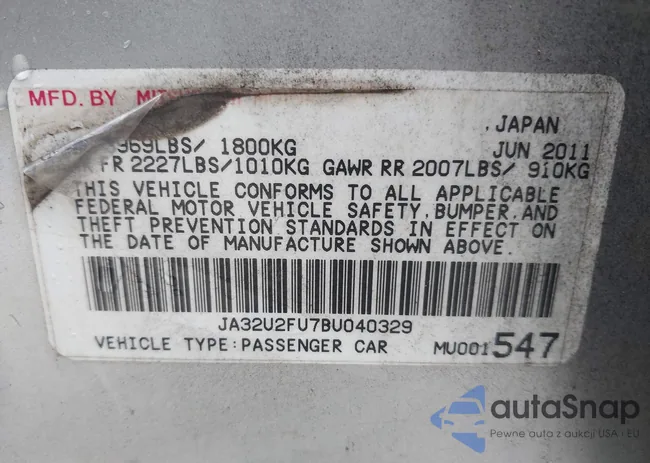 MFD. BY MIT
, JAPAN
969LBS/ 1800KG JUN 2011
FR 2227LBS/1010KG GAWR RR 2007LBS/ 910KG
THIS VEHICLE CONFORMS TO ALL APPLICABLE
FEDERAL MOTOR VEHICLE SAFETY, BUMPER, AND
THEFT PREVENTION STANDARDS IN EFFECT ON
THE DATE OF MANUFACTURE SHOWN ABOVE.
JA32U2FU7BU040329
VEHICLE TYPE:PASSENGER CAR MU001547
autaSnap
Pewne auta z aukcji USA i EU